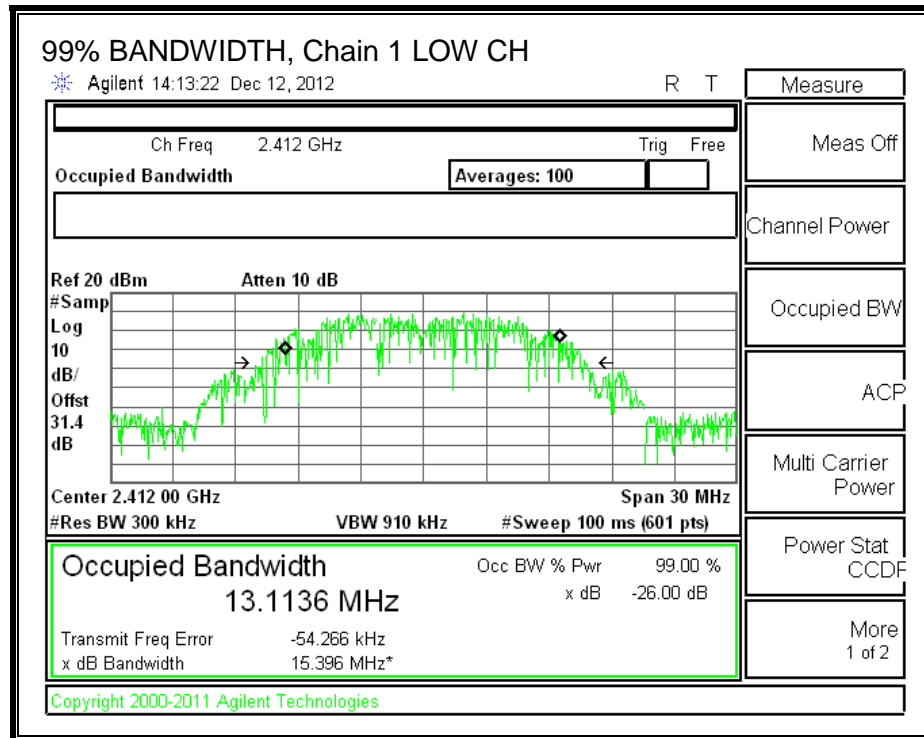 99% BANDWIDTH, Chain 1 LOW CH
Agilent 14:13:22 Dec 12, 2012 R T
Measure
Ch Freq 2.412 GHz Trig Free
Meas Off
Occupied Bandwidth Averages: 100
Channel Power
Ref 20 dBm Atten 10 dB
#Samp
Log
10
dB/
Offst
31.4
dB
Occupied BW
ACP
Multi Carrier
Power
Center 2.412 00 GHz Span 30 MHz
#Res BW 300 kHz VBW 910 kHz #Sweep 100 ms (601 pts)
Power Stat
CCDF
Occupied Bandwidth Occ BW % Pwr 99.00 %
13.1136 MHz x dB -26.00 dB
Transmit Freq Error -54.266 kHz
x dB Bandwidth 15.396 MHz*
More
1 of 2
Copyright 2000-2011 Agilent Technologies